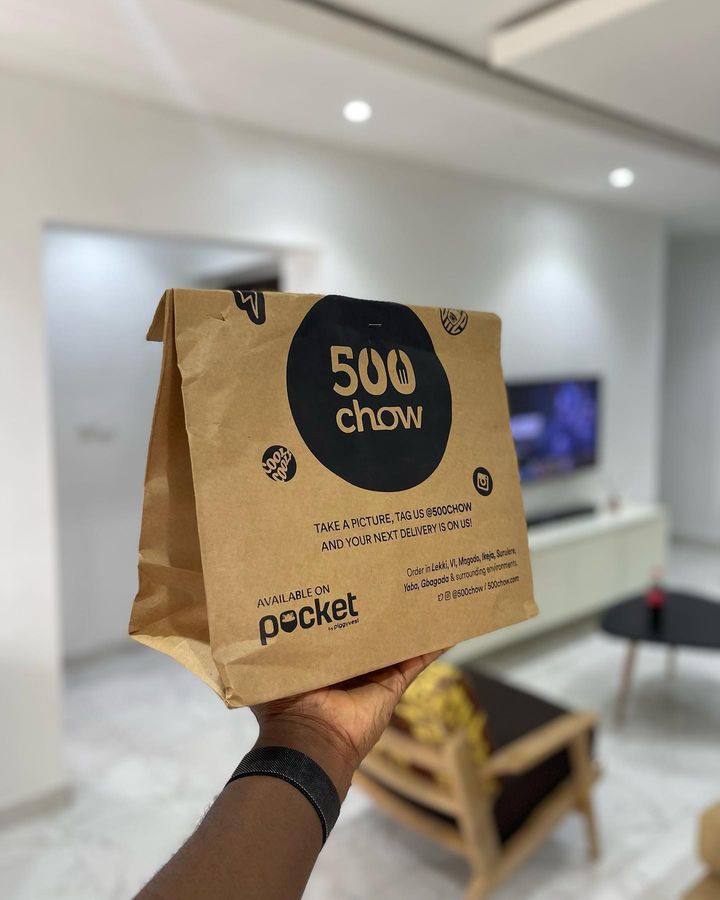 500
chow
TAKE A PICTURE, TAG US @500CHOW
AND YOUR NEXT DELIVERY IS ON US!
Order in Lekki, VI, Magodo, Ikeja, Surulere,
Yaba, Gbagada & surrounding environments.
@500chow / 500chow.com
AVAILABLE ON
pocket
by piggyvest